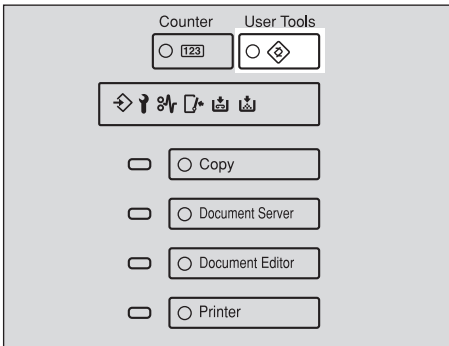 Counter User Tools
123
Copy
Document Server
Document Editor
Printer